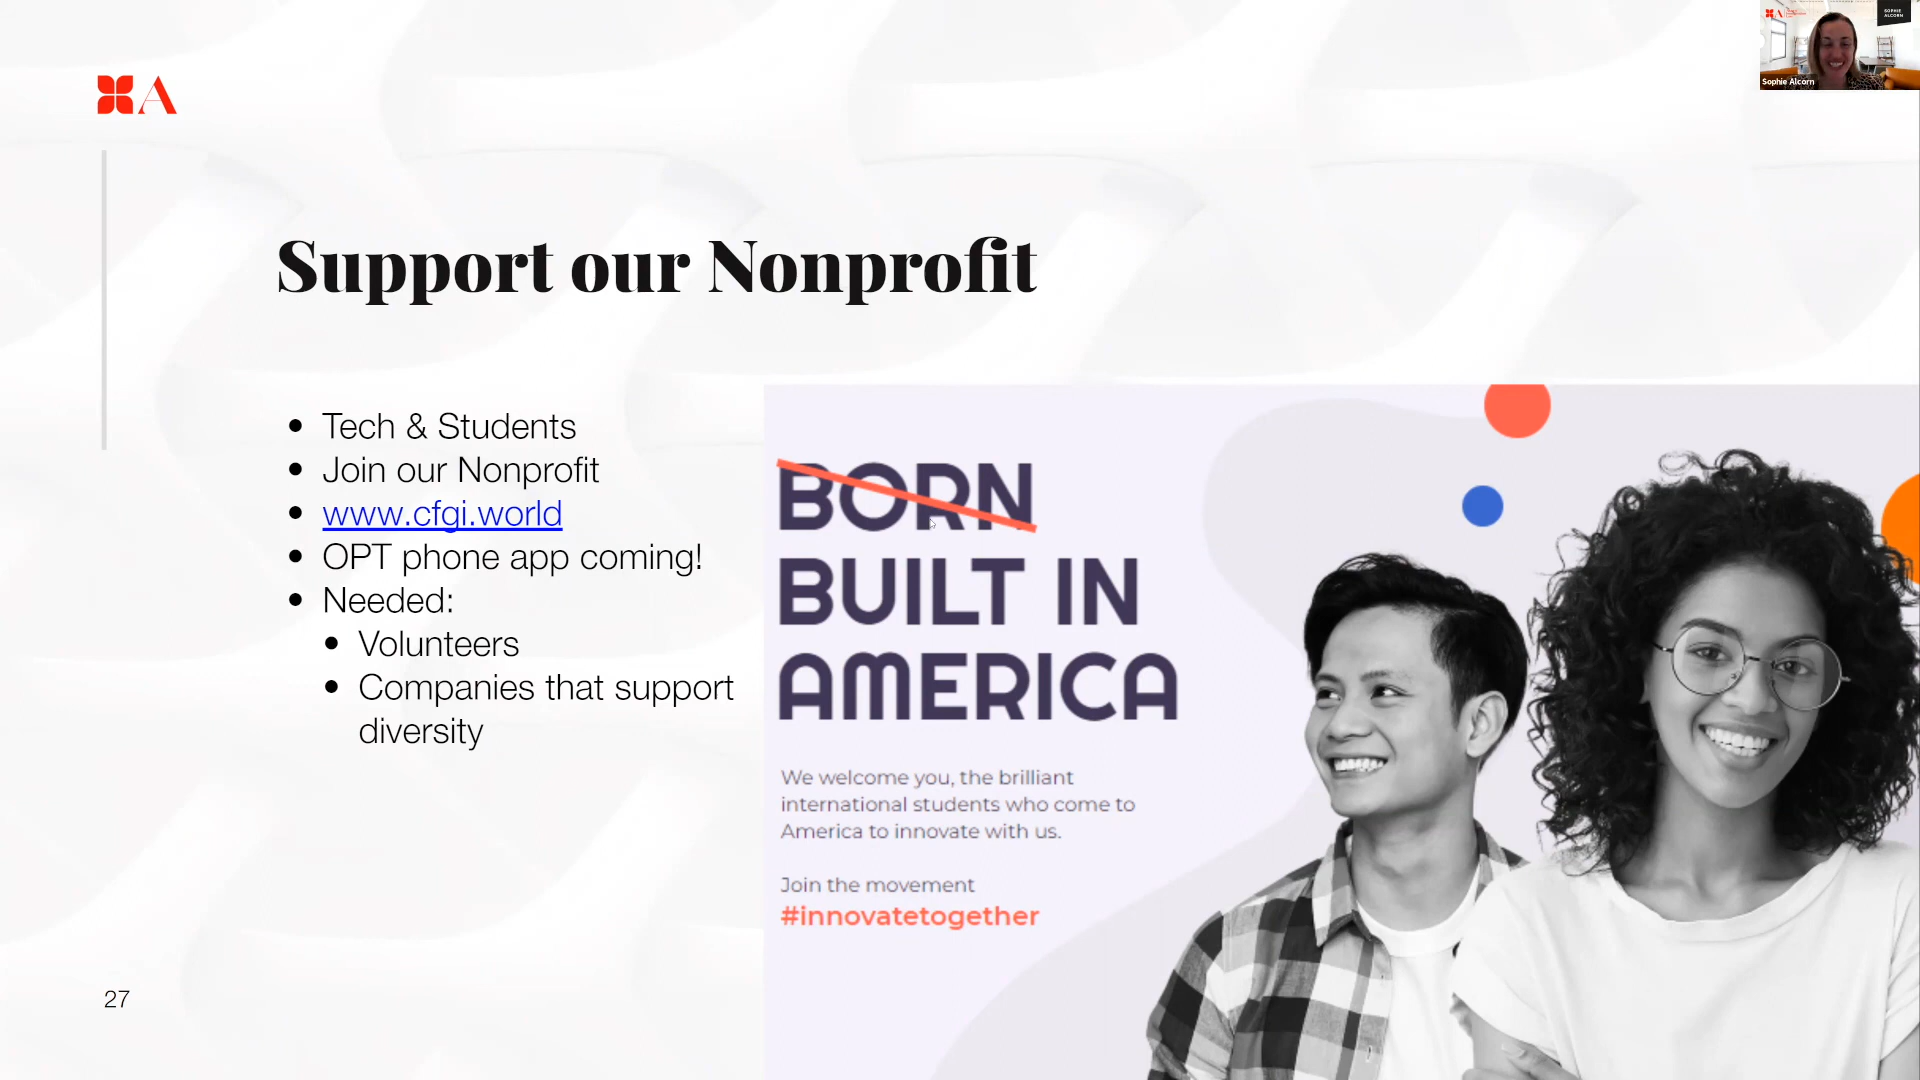 A
Support our Nonprofit
Tech & Students
Join our Nonprofit
www.cfgi.world
OPT phone app coming!
Needed:
Volunteers
Companies that support
diversity
BORN
BUILT IN
AMERICA
We welcome you, the brilliant
international students who come to
America to innovate with us.
Join the movement
#innovatetogether
27
SOPHIE
ALCORN
Sophie Alcorn